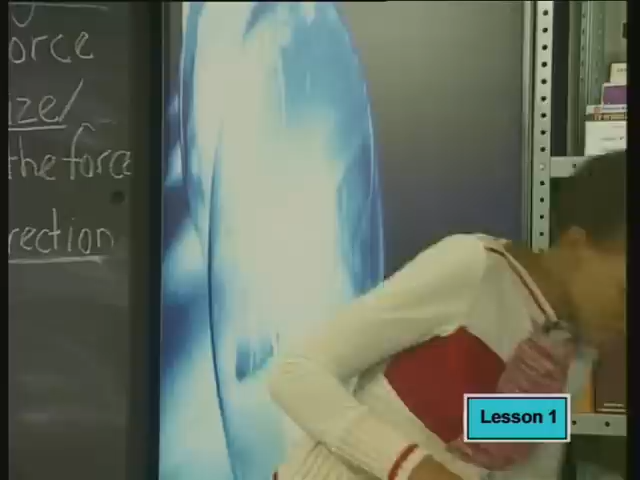 orce
ize/
the force
rection
Lesson 1